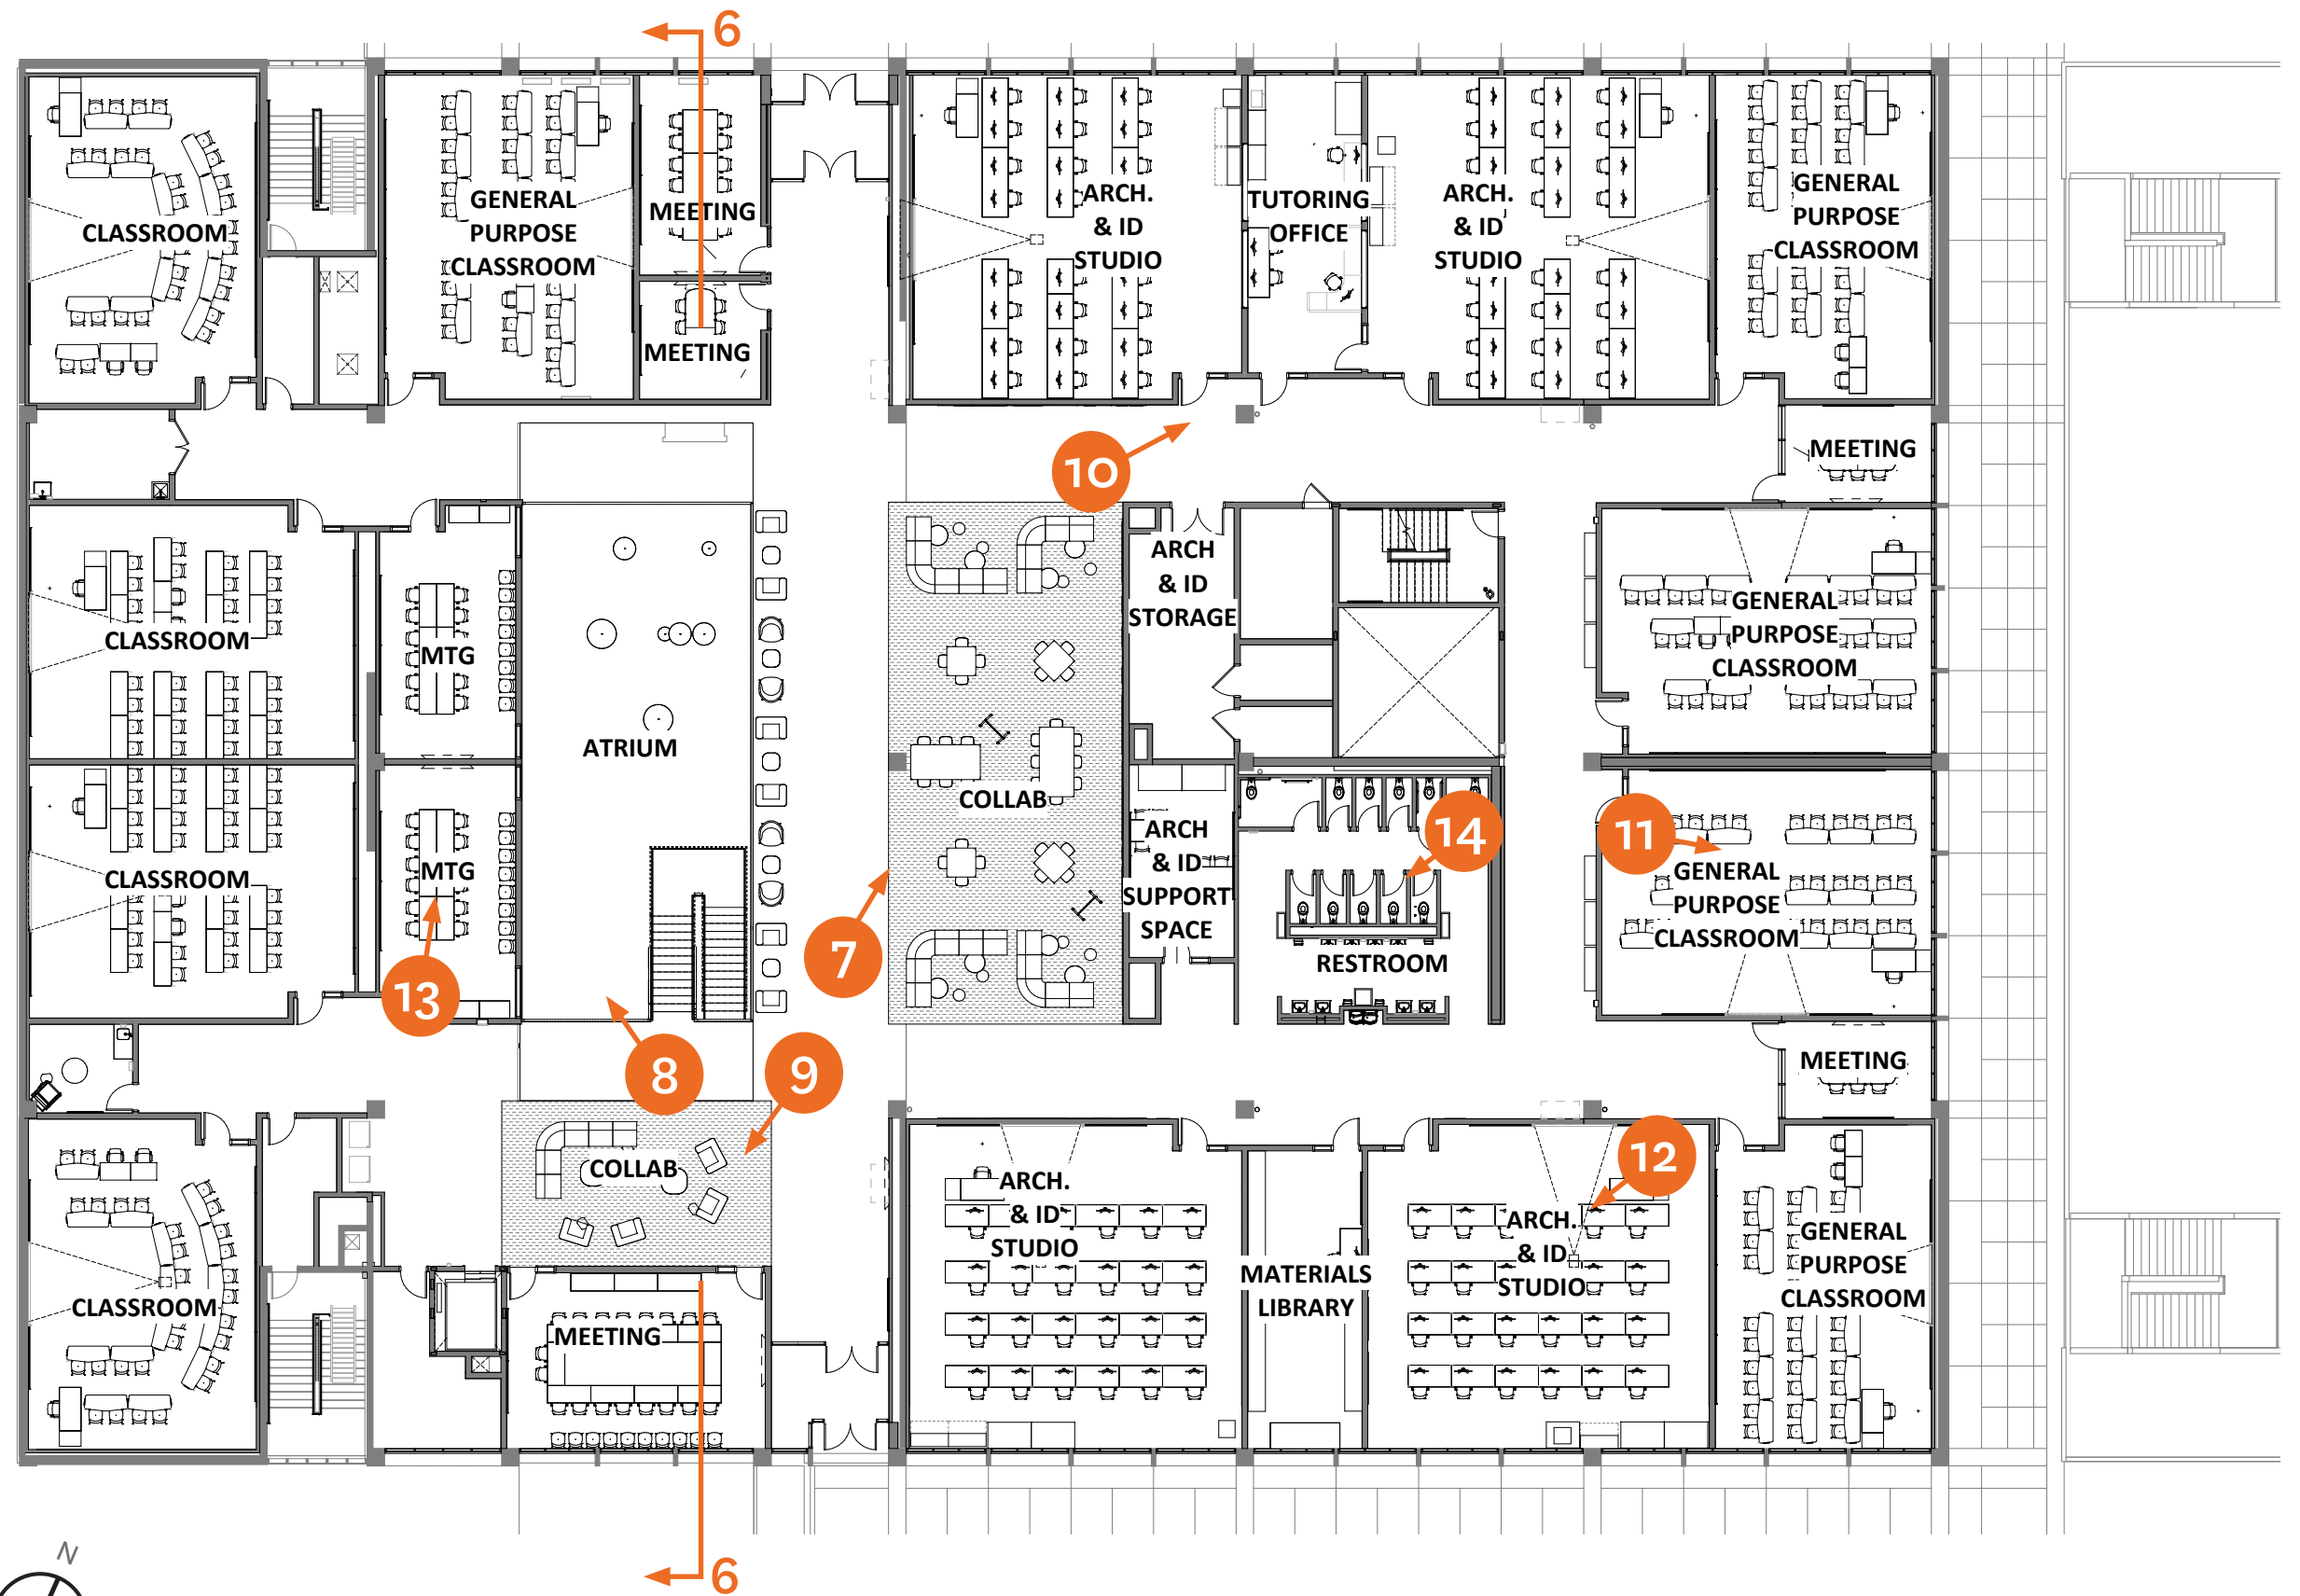 6
CLASSROOM
GENERAL
PURPOSE
CLASSROOM
MEETING
MEETING
ARCH.
& ID
STUDIO
TUTORING
OFFICE
ARCH.
& ID
STUDIO
GENERAL
PURPOSE
CLASSROOM
10
MEETING
CLASSROOM
MTG
ATRIUM
COLLAB
ARCH
& ID
STORAGE
GENERAL
PURPOSE
CLASSROOM
CLASSROOM
MTG
13
7
ARCH
& ID
SUPPORT
SPACE
14
RESTROOM
11
GENERAL
PURPOSE
CLASSROOM
8
9
MEETING
COLLAB
CLASSROOM
MEETING
ARCH.
& ID
STUDIO
MATERIALS
LIBRARY
12
ARCH.
& ID
STUDIO
GENERAL
PURPOSE
CLASSROOM
N
6